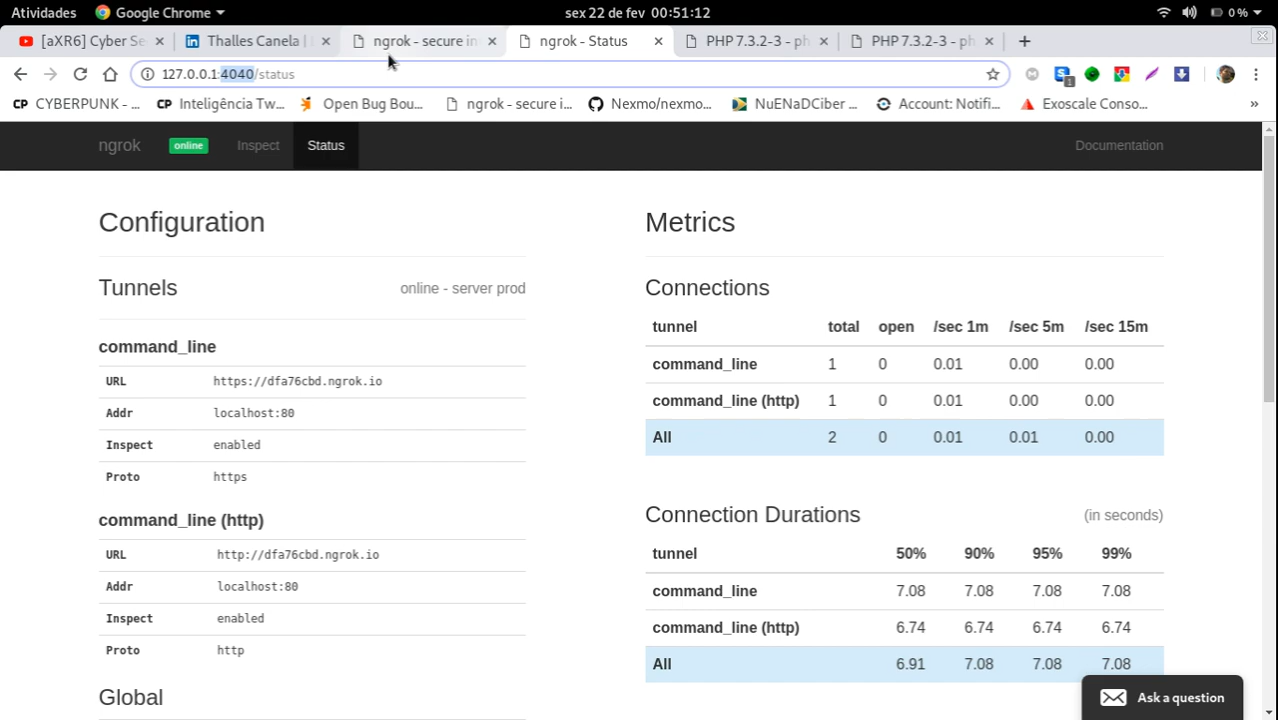 Atividades Google Chrome sex 22 de fev 00:51:12 0 %
[aXR6] Cyber Se Thalles Canela | ngrok - secure in ngrok - Status PHP 7.3.2-3 - ph PHP 7.3.2-3 - ph
127.0.0.1:4040/status
CYBERPUNK - ... Inteligência Tw... Open Bug Bou... ngrok - secure i... Nexmo/nexmo... NuENaDCiber ... Account: Notifi... Exoscale Conso... »
ngrok online Inspect Status Documentation
Configuration
Tunnels online - server prod
command_line
URL https://dfa76cbd.ngrok.io
Addr localhost:80
Inspect enabled
Proto https
command_line (http)
URL http://dfa76cbd.ngrok.io
Addr localhost:80
Inspect enabled
Proto http
Global
Metrics
Connections
tunnel total open /sec 1m /sec 5m /sec 15m
command_line 1 0 0.01 0.00 0.00
command_line (http) 1 0 0.01 0.00 0.00
All 2 0 0.01 0.01 0.00
Connection Durations (in seconds)
tunnel 50% 90% 95% 99%
command_line 7.08 7.08 7.08 7.08
command_line (http) 6.74 6.74 6.74 6.74
All 6.91 7.08 7.08 7.08
Ask a question